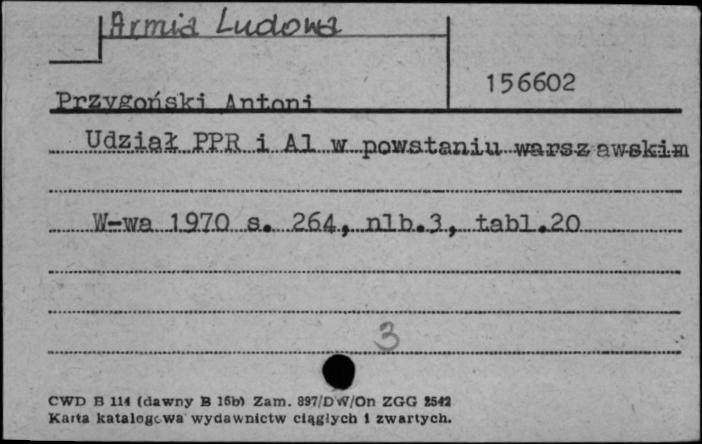 Armia Ludowa
156602
Przygoński Antoni
Udział PPR i Al w powstaniu warszawskim
W-wa 1970 s. 264, nlb.3, tabl.20
3
CWD B 114 (dawny B 15b) Zam. 897/DW/On ZGG 2542
Karta katalogowa wydawnictw ciągłych i zwartych.